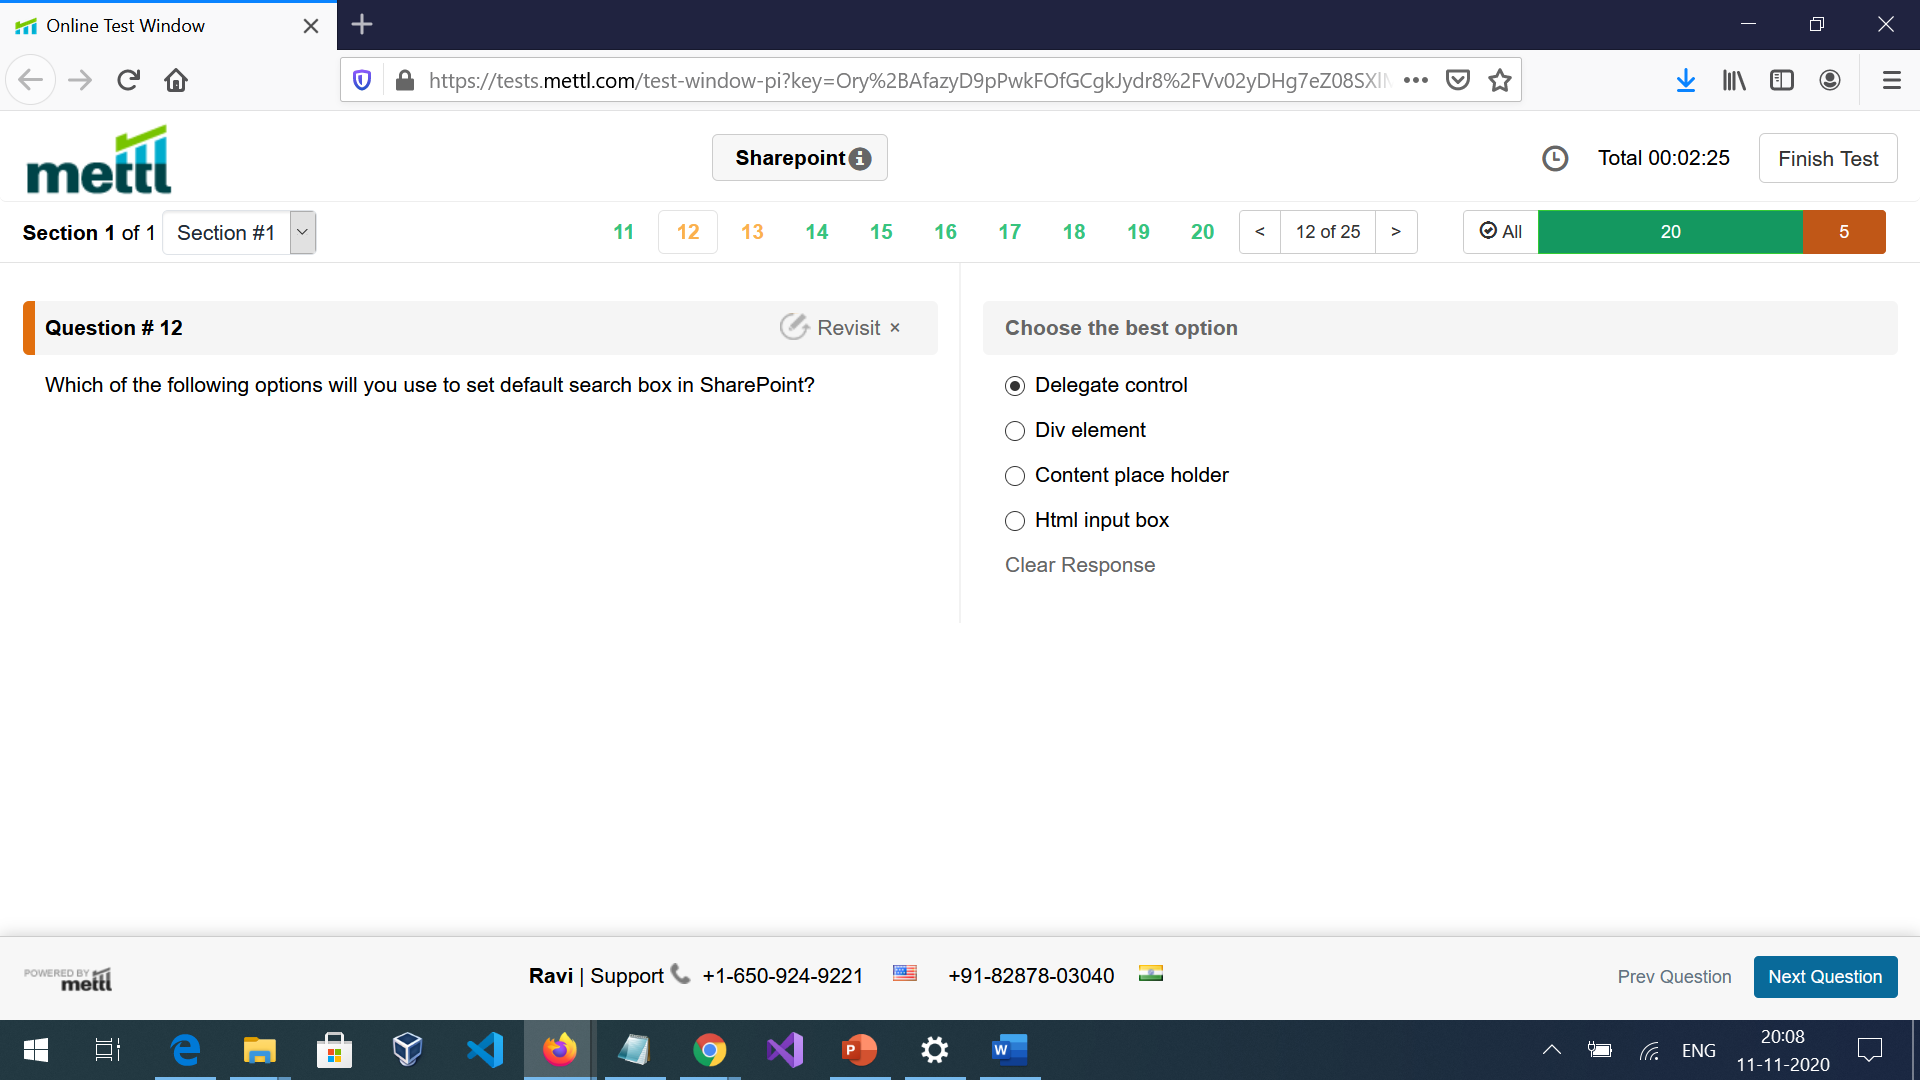 Online Test Window
https://tests.mettl.com/test-window-pi?key=Ory%2BAfazyD9pPwkFOfGCgkJydr8%2FVv02yDHg7eZ08SXl
mettl
Sharepoint
Total 00:02:25
Finish Test
Section 1 of 1
Section #1
11 12 13 14 15 16 17 18 19 20
< 12 of 25 >
All 20 5
Question # 12
Revisit ×
Choose the best option
Which of the following options will you use to set default search box in SharePoint?
Delegate control
Div element
Content place holder
Html input box
Clear Response
POWERED BY
mettl
Ravi | Support +1-650-924-9221 +91-82878-03040
Prev Question
Next Question
ENG
20:08
11-11-2020